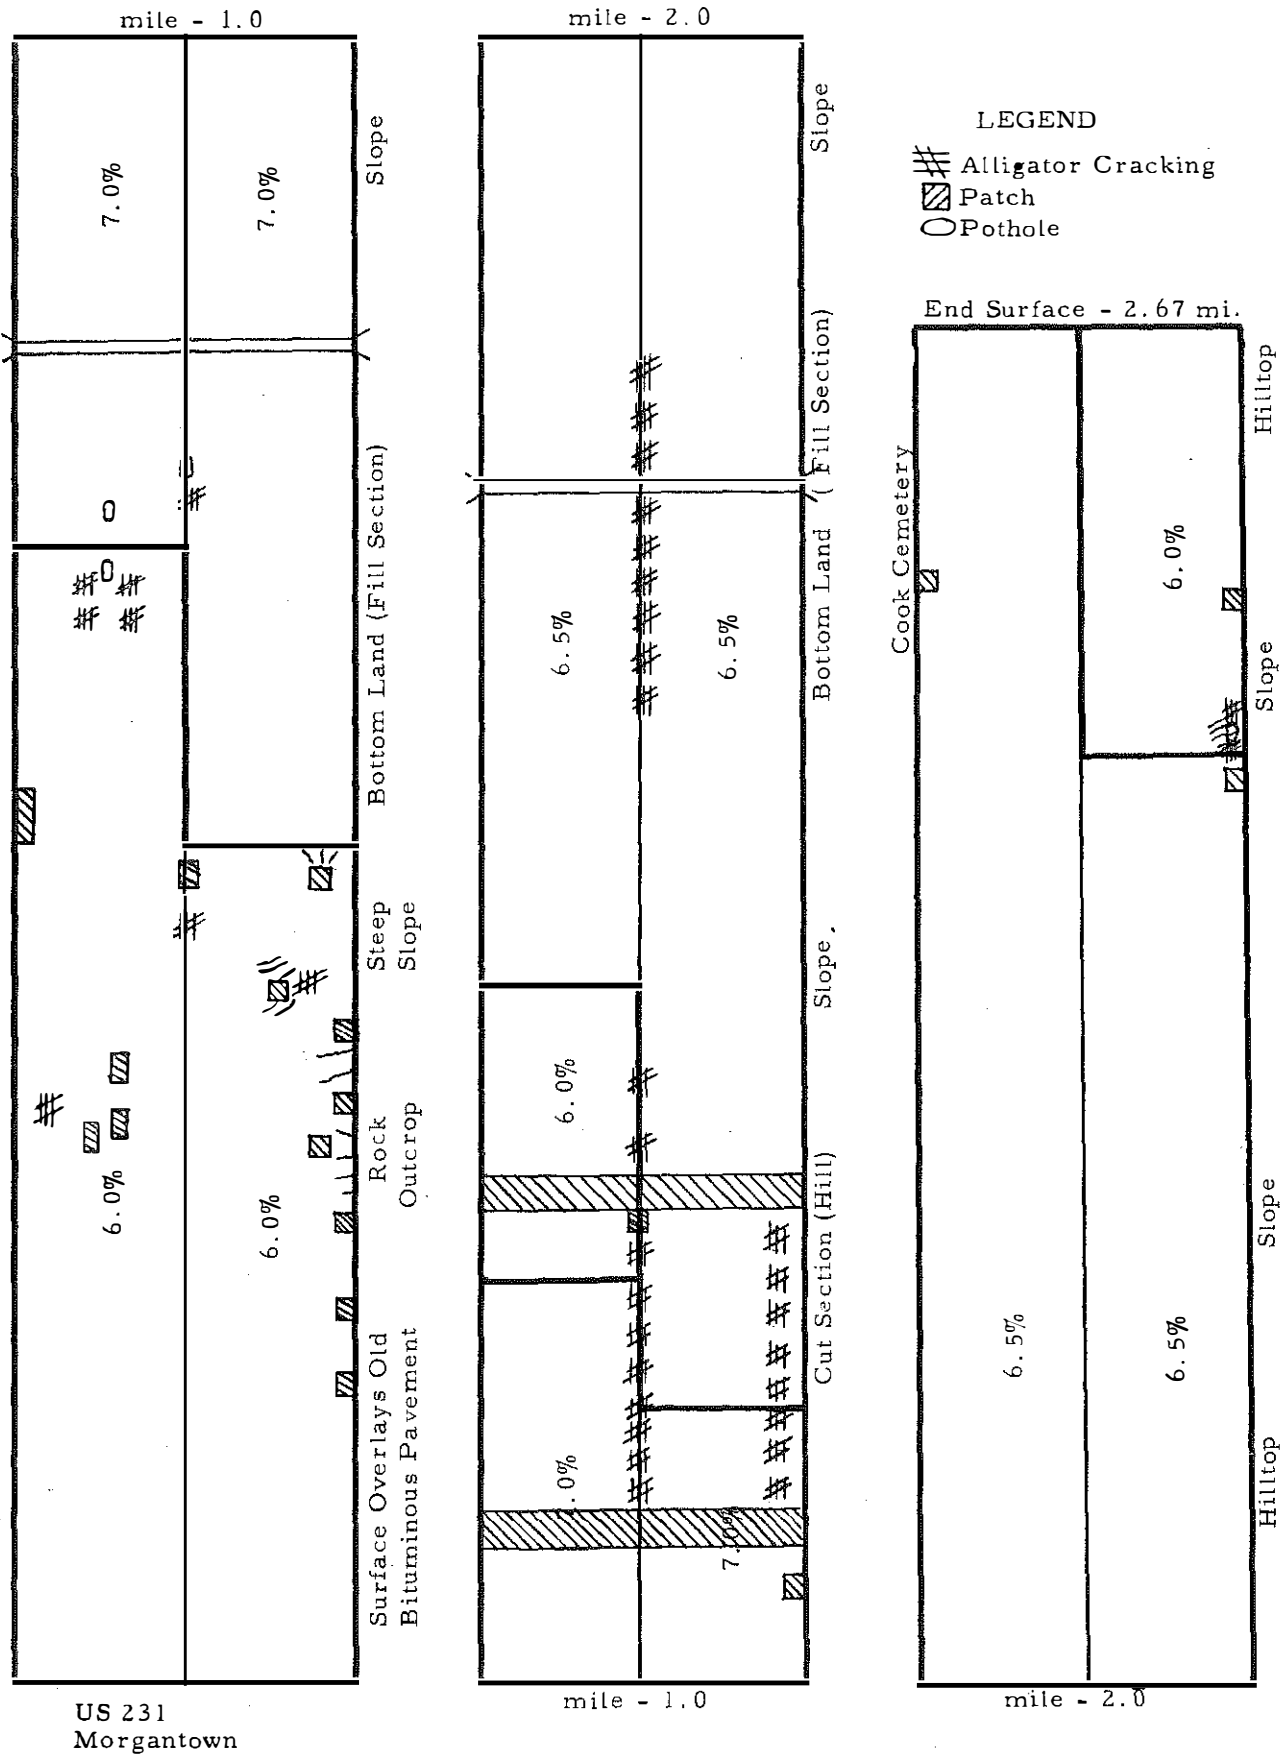 mile - 1.0
7.0%
7.0%
Slope
Bottom Land (Fill Section)
Steep
Slope
Rock
Outcrop
6.0%
6.0%
Surface Overlays Old
Bituminous Pavement
US 231
Morgantown
mile - 2.0
Slope
(Fill Section)
Bottom Land
6.5%
6.5%
Slope
6.0%
Cut Section (Hill)
.0%
7.0%
mile - 1.0
LEGEND
Alligator Cracking
Patch
Pothole
End Surface - 2.67 mi.
Hilltop
Cook Cemetery
6.0%
Slope
Slope
6.5%
6.5%
Hilltop
mile - 2.0